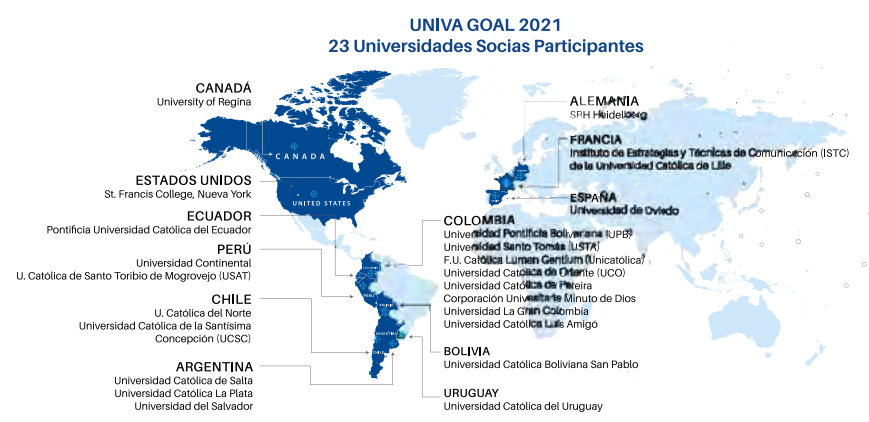 UNIVA GOAL 2021
23 Universidades Socias Participantes
CANADÁ
University of Regina
ESTADOS UNIDOS
St. Francis College, Nueva York
ECUADOR
Pontificia Universidad Católica del Ecuador
PERÚ
Universidad Continental
U. Católica de Santo Toribio de Mogrovejo (USAT)
CHILE
U. Católica del Norte
Universidad Católica de la Santísima
Concepción (UCSC)
ARGENTINA
Universidad Católica de Salta
Universidad Católica La Plata
Universidad del Salvador
CANADA
UNITED STATES
PERU
ARGENTINA
CHILE
ALEMANIA
SRH Heidelberg
FRANCIA
Instituto de Estrategias y Técnicas de Comunicación (ISTC)
de la Universidad Católica de Lille
ESPAÑA
Universidad de Oviedo
COLOMBIA
Universidad Pontificia Bolivariana (UPB)
Universidad Santo Tomás (USTA)
F.U. Católica Lumen Gentium (Unicatólica)
Universidad Católica de Oriente (UCO)
Universidad Católica de Pereira
Corporación Universitaria Minuto de Dios
Universidad La Gran Colombia
Universidad Católica Luis Amigó
BOLIVIA
Universidad Católica Boliviana San Pablo
URUGUAY
Universidad Católica del Uruguay